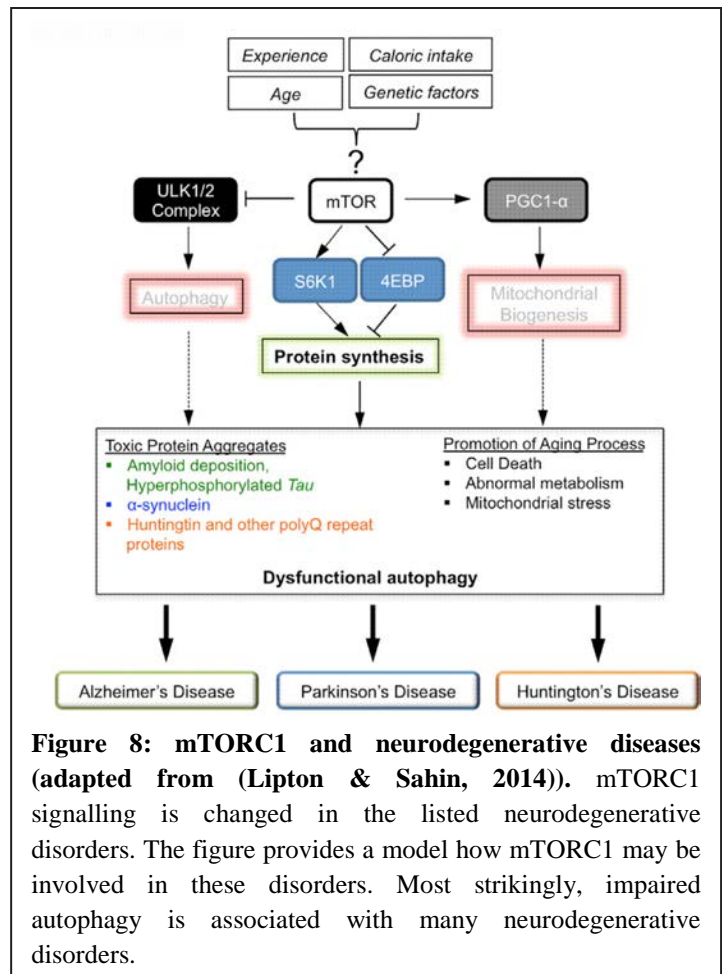 Experience
Caloric intake
Age
Genetic factors
?
ULK1/2
Complex
mTOR
PGC1-α
Autophagy
S6K1
4EBP
Mitochondrial
Biogenesis
Protein synthesis
Toxic Protein Aggregates
▪ Amyloid deposition,
Hyperphosphorylated Tau
▪ α-synuclein
▪ Huntingtin and other polyQ repeat
proteins
Promotion of Aging Process
▪ Cell Death
▪ Abnormal metabolism
▪ Mitochondrial stress
Dysfunctional autophagy
Alzheimer's Disease
Parkinson's Disease
Huntington's Disease
Figure 8: mTORC1 and neurodegenerative diseases
(adapted from (Lipton & Sahin, 2014)). mTORC1
signalling is changed in the listed neurodegenerative
disorders. The figure provides a model how mTORC1 may be
involved in these disorders. Most strikingly, impaired
autophagy is associated with many neurodegenerative
disorders.